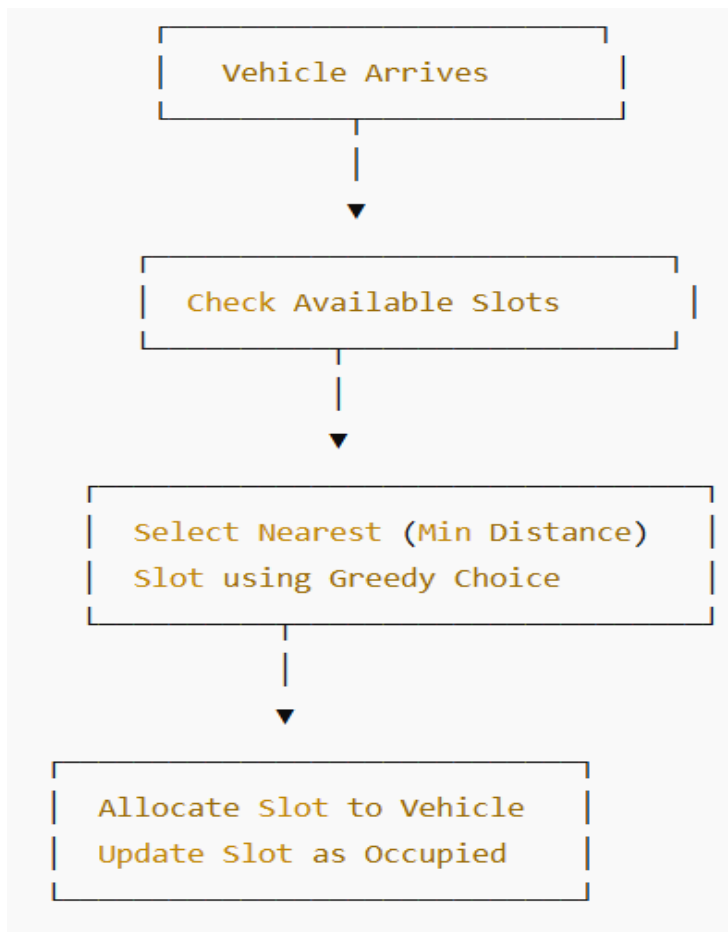 Vehicle Arrives
Check Available Slots
Select Nearest (Min Distance)
Slot using Greedy Choice
Allocate Slot to Vehicle
Update Slot as Occupied